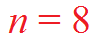 n = 8